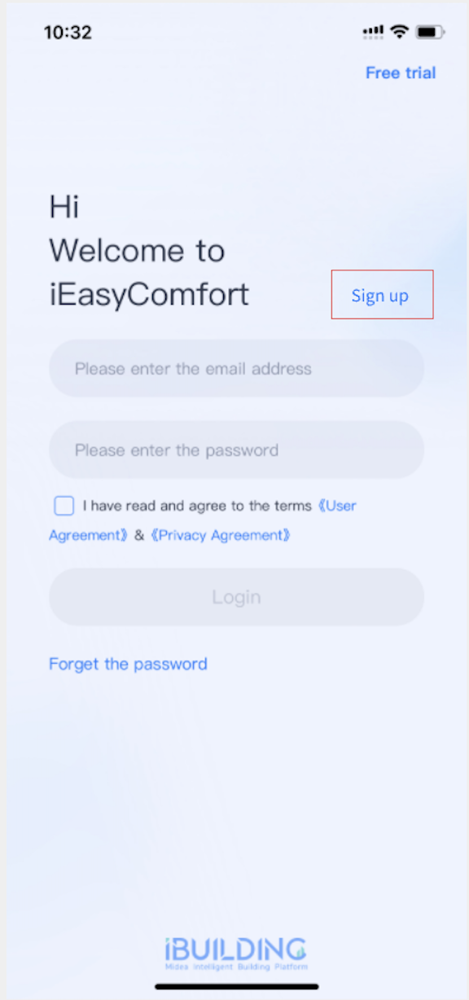 10:32
Free trial
Hi
Welcome to
iEasyComfort
Sign up
Please enter the email address
Please enter the password
I have read and agree to the terms 《User
Agreement》 & 《Privacy Agreement》
Login
Forget the password
iBUILDING
Midea Intelligent Building Platform